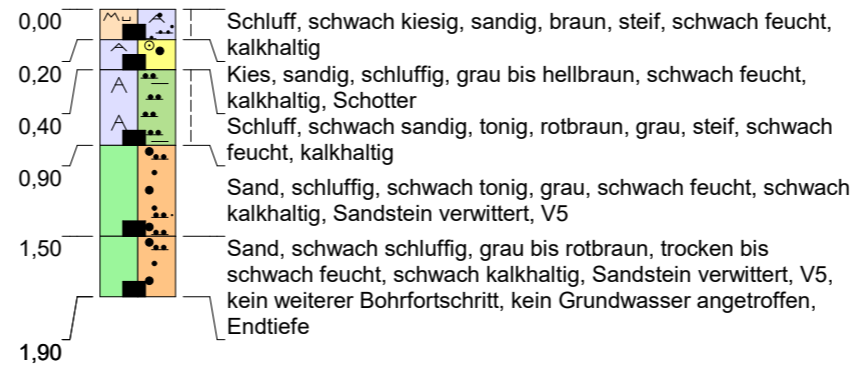 0,00
Schluff, schwach kiesig, sandig, braun, steif, schwach feucht,
kalkhaltig
0,20
Kies, sandig, schluffig, grau bis hellbraun, schwach feucht,
kalkhaltig, Schotter
0,40
Schluff, schwach sandig, tonig, rotbraun, grau, steif, schwach
feucht, kalkhaltig
0,90
Sand, schluffig, schwach tonig, grau, schwach feucht, schwach
kalkhaltig, Sandstein verwittert, V5
1,50
Sand, schwach schluffig, grau bis rotbraun, trocken bis
schwach feucht, schwach kalkhaltig, Sandstein verwittert, V5,
kein weiterer Bohrfortschritt, kein Grundwasser angetroffen,
Endtiefe
1,90